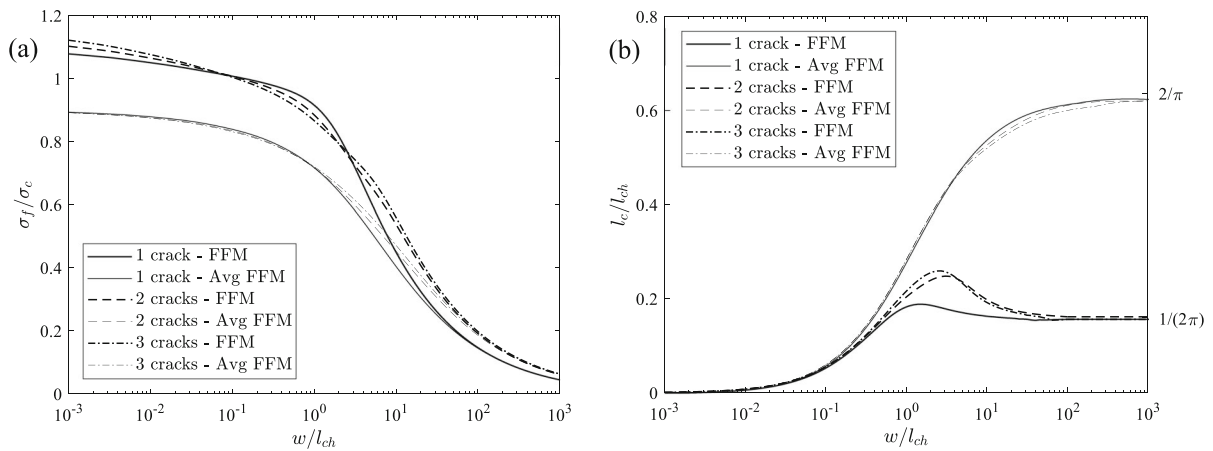 (a)
1.2
1
0.8
0.6
0.4
0.2
0
σ_f/σ_c
1 crack - FFM
1 crack - Avg FFM
2 cracks - FFM
2 cracks - Avg FFM
3 cracks - FFM
3 cracks - Avg FFM
10^-3
10^-2
10^-1
10^0
10^1
10^2
10^3
w/l_ch
(b)
0.8
0.6
0.4
0.2
0
l_c/l_ch
1 crack - FFM
1 crack - Avg FFM
2 cracks - FFM
2 cracks - Avg FFM
3 cracks - FFM
3 cracks - Avg FFM
2/π
1/(2π)
10^-3
10^-2
10^-1
10^0
10^1
10^2
10^3
w/l_ch